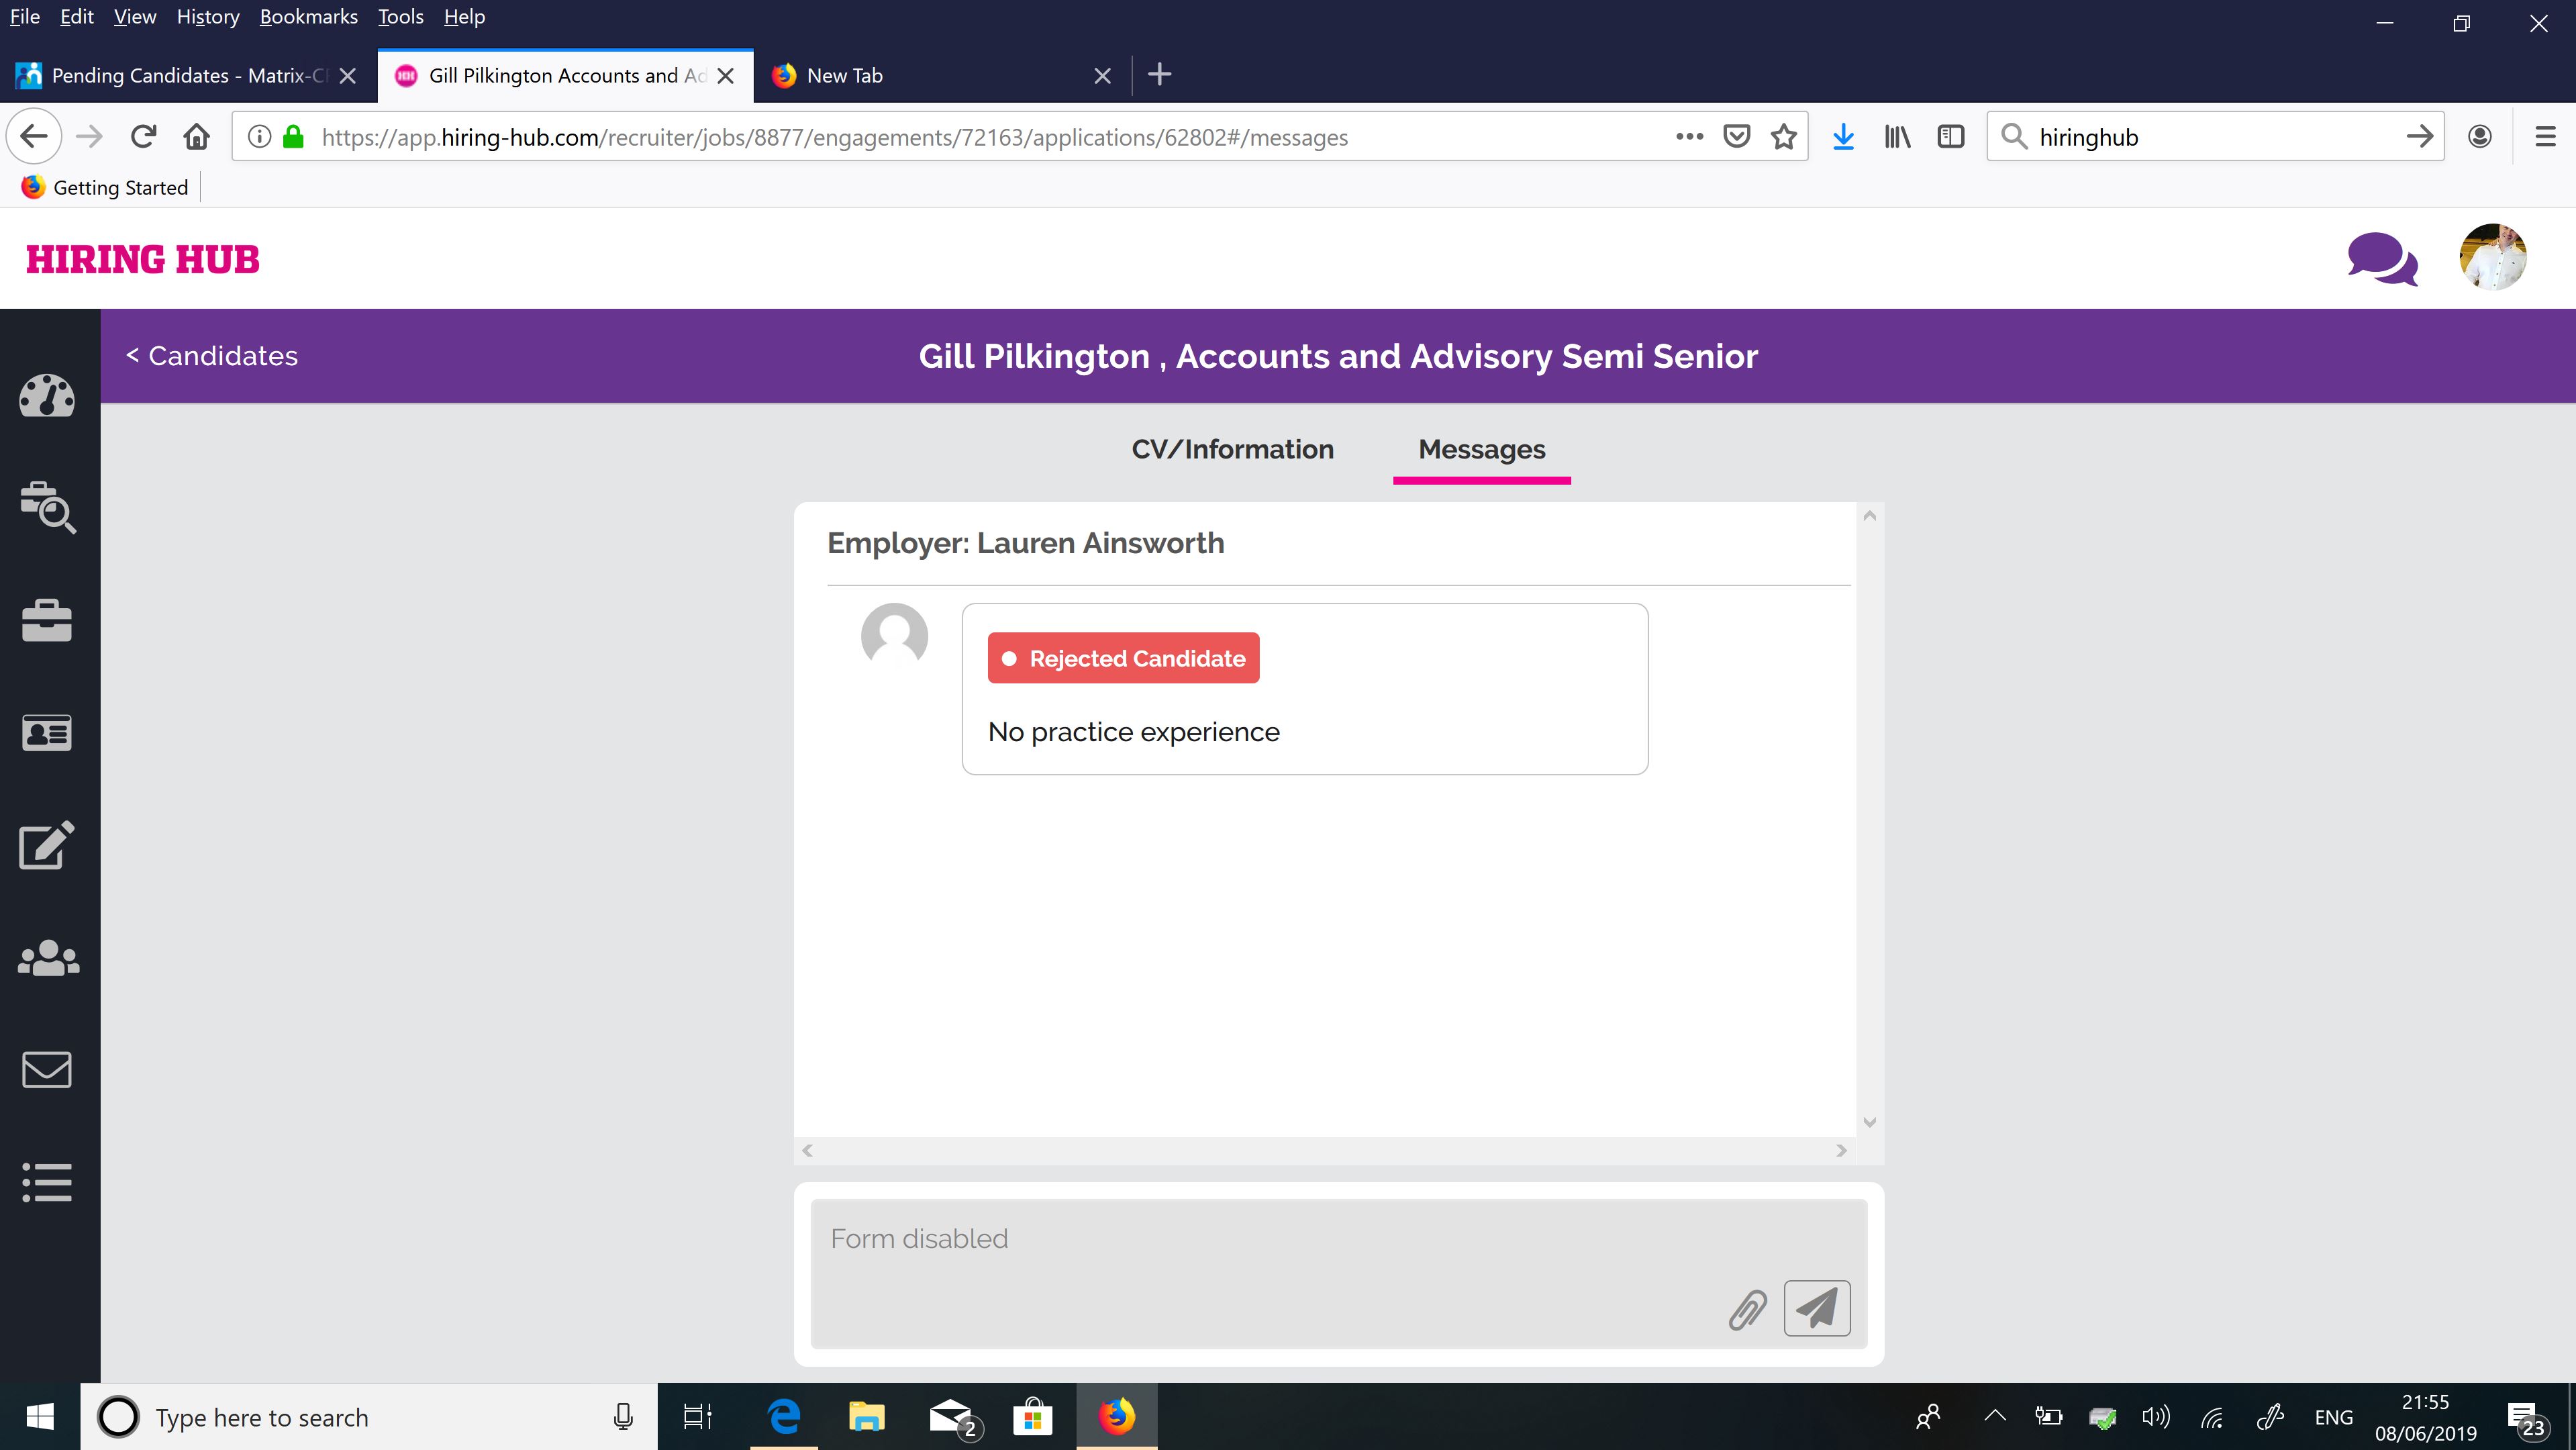 File Edit View History Bookmarks Tools Help
Pending Candidates - Matrix-C
Gill Pilkington Accounts and Ad
New Tab
https://app.hiring-hub.com/recruiter/jobs/8877/engagements/72163/applications/62802#/messages
hiringhub
Getting Started
HIRING HUB
< Candidates
Gill Pilkington , Accounts and Advisory Semi Senior
CV/Information
Messages
Employer: Lauren Ainsworth
Rejected Candidate
No practice experience
Form disabled
Type here to search
2
ENG
21:55
08/06/2019
23